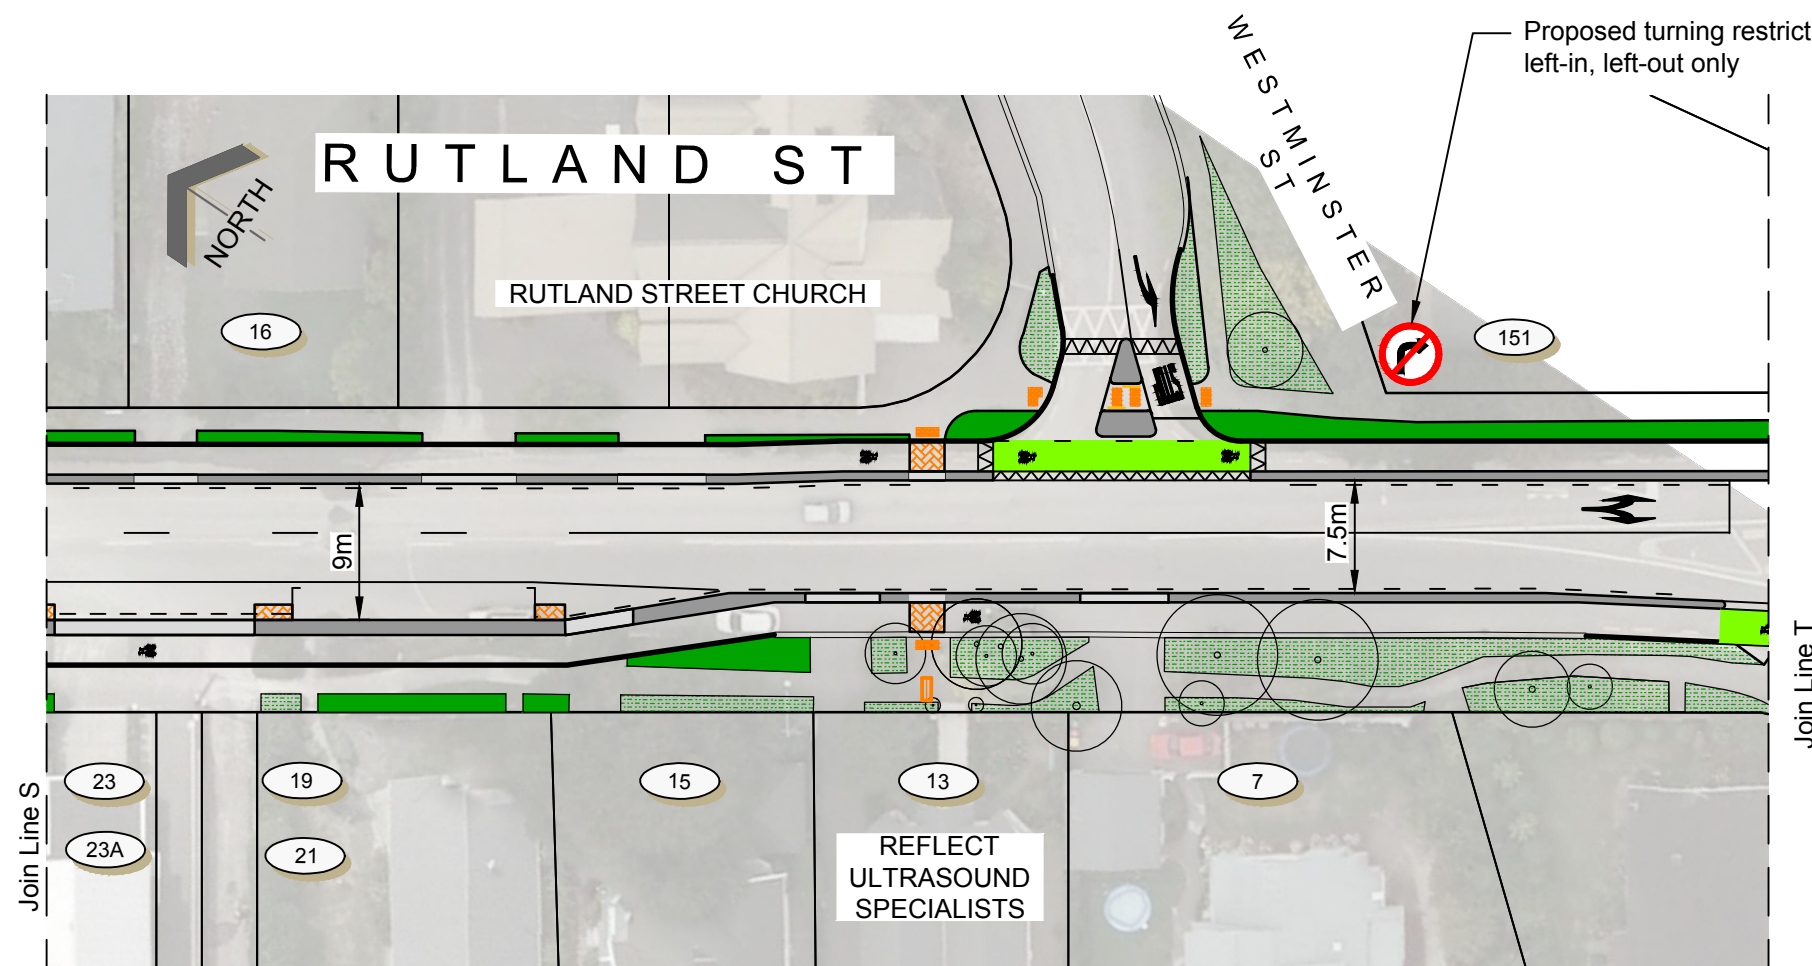 Proposed turning restrict
left-in, left-out only
WESTMINSTER
ST
RUTLAND ST
NORTH
RUTLAND STREET CHURCH
16
151
9m
7.5m
Join Line S
Join Line T
23
19
15
13
7
23A
21
REFLECT
ULTRASOUND
SPECIALISTS